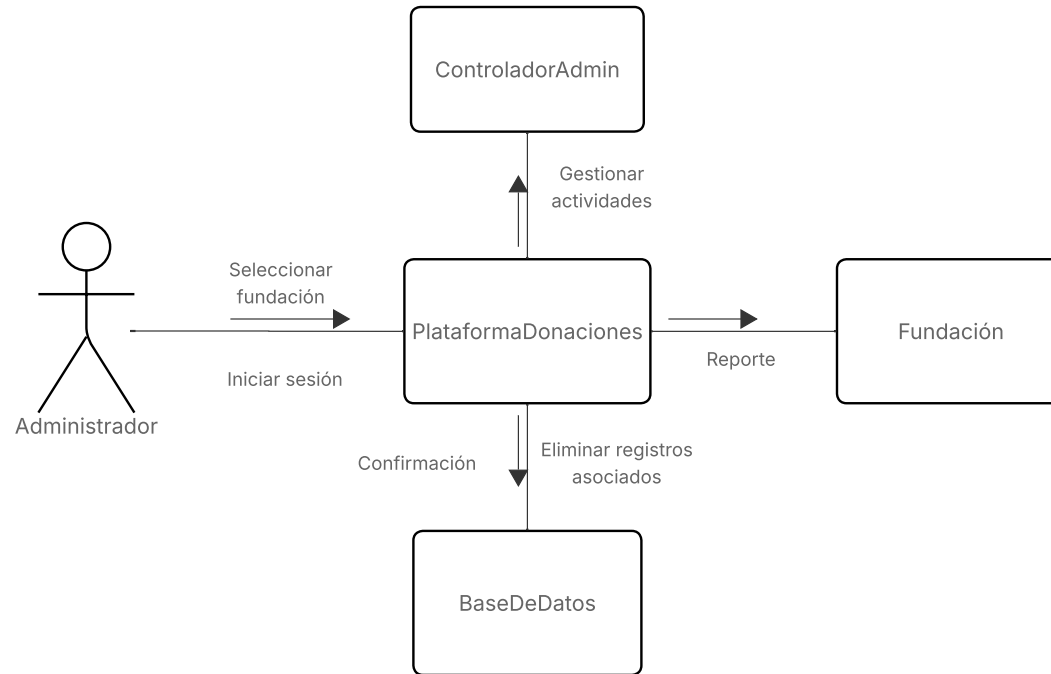 ControladorAdmin
Gestionar
actividades
Seleccionar
fundación
PlataformaDonaciones
Fundación
Reporte
Iniciar sesión
Administrador
Confirmación
Eliminar registros
asociados
BaseDeDatos